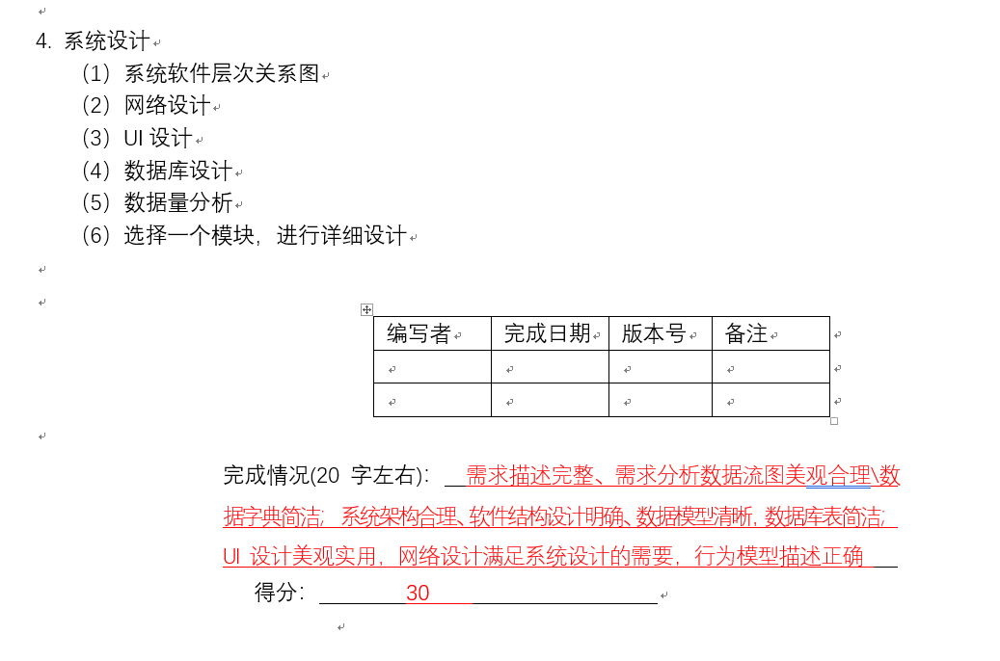 4. 系统设计
(1) 系统软件层次关系图
(2) 网络设计
(3) UI 设计
(4) 数据库设计
(5) 数据量分析
(6) 选择一个模块，进行详细设计
编写者 完成日期 版本号 备注
完成情况(20 字左右)： 需求描述完整、需求分析数据流图美观合理\数
据字典简洁； 系统架构合理、软件结构设计明确、数据模型清晰，数据库表简洁；
UI 设计美观实用，网络设计满足系统设计的需要，行为模型描述正确
得分： 30